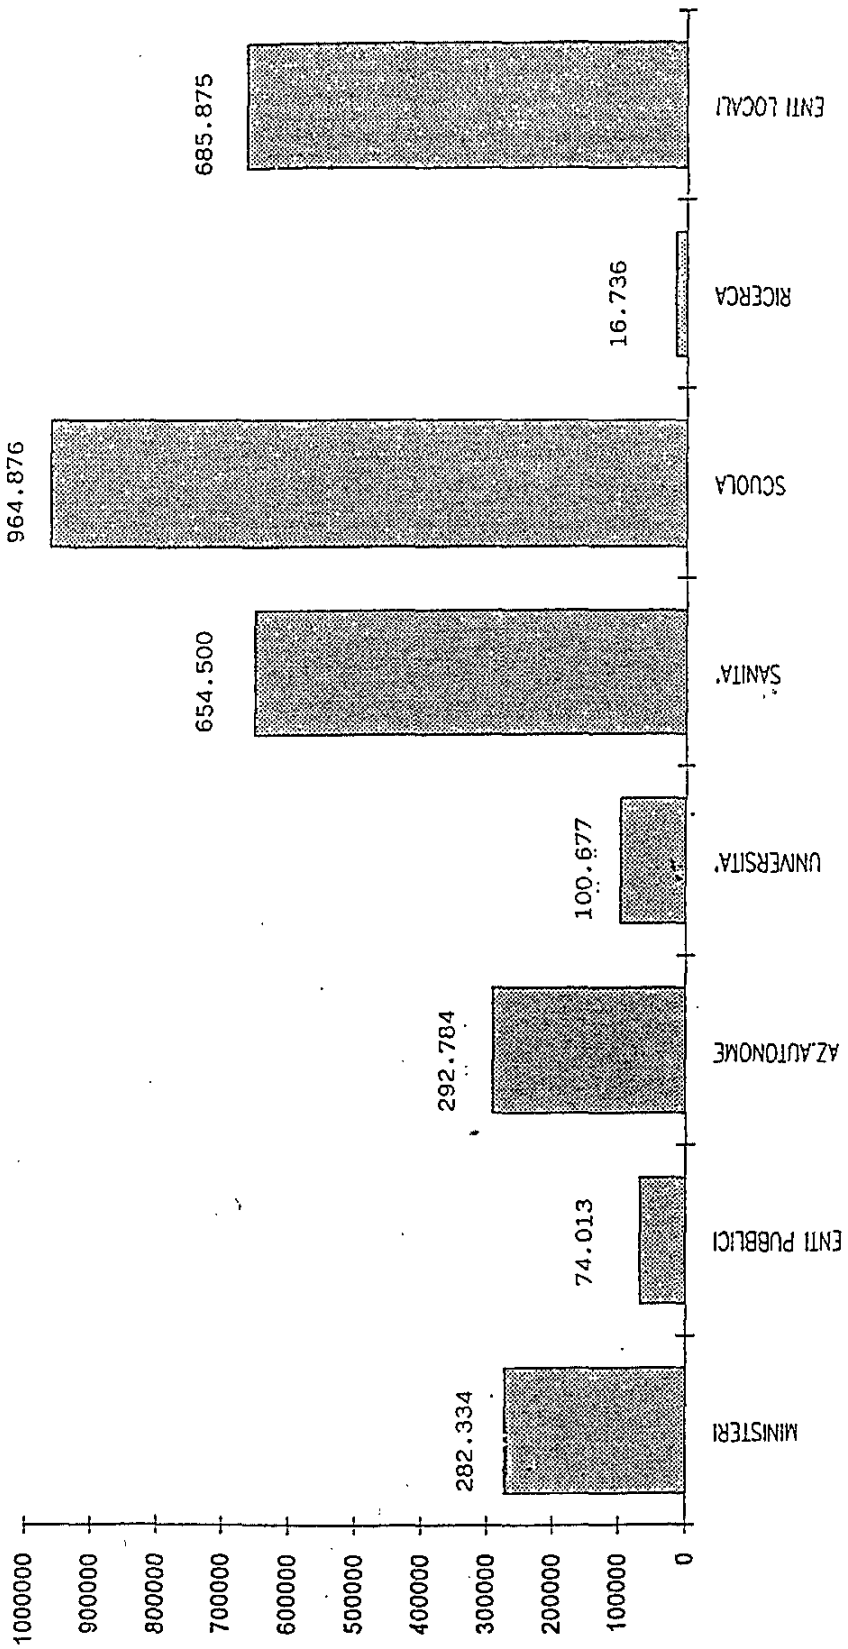 1000000
900000
800000
700000
600000
500000
400000
300000
200000
100000
0
282.334
74.013
292.784
100.677
654.500
964.876
16.736
685.875
MINISTERI
ENTI PUBBLICI
AZ.AUTONOME
UNIVERSITA'
SANITA'
SCUOLA
RICERCA
ENTI LOCALI